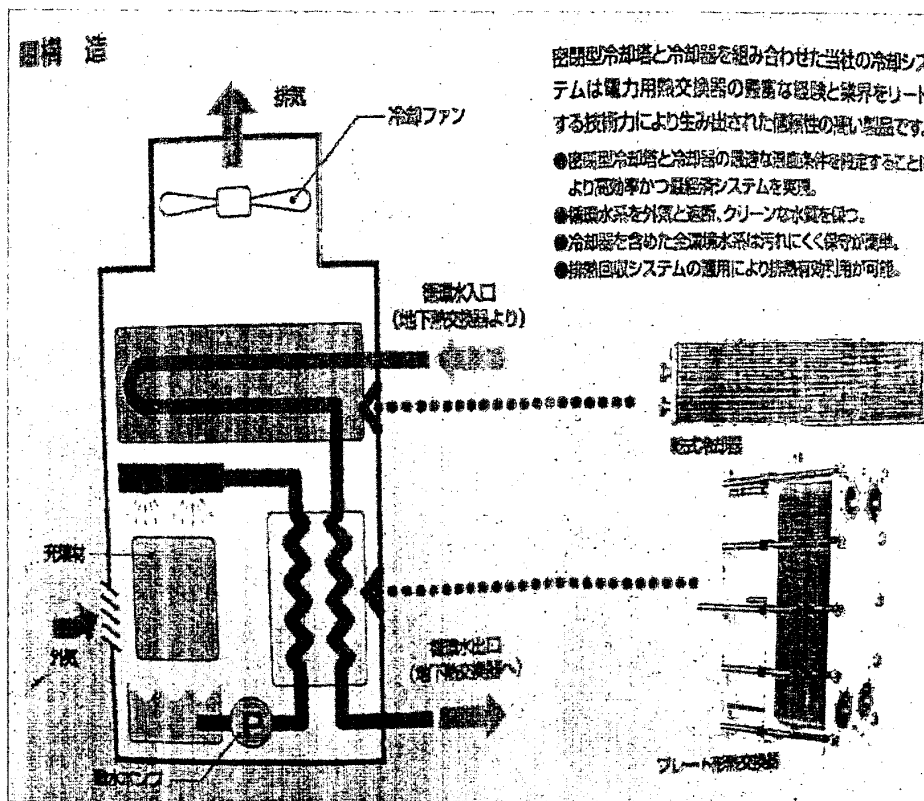 構造
密閉型冷却塔と冷却器を組み合わせた当社の冷却シス
テムは電力用熱交換器の豊富な経験と業界をリード
する技術力により生み出された信頼性の高い製品です。
●密閉型冷却塔と冷却器の最適な温度条件を設定することに
より高効率かつ最経済システムを実現。
●循環水系を外気と遮断、クリーンな水質を保つ。
●冷却器を含めた全循環水系は汚れにくく保守が簡単。
●排熱回収システムの適用により排熱有効利用が可能。
排気
冷却ファン
循環水入口
(地下熱交換器より)
乾式冷却器
充填材
外気
循環水出口
(地下熱交換器へ)
P
散水ポンプ
プレート形熱交換器